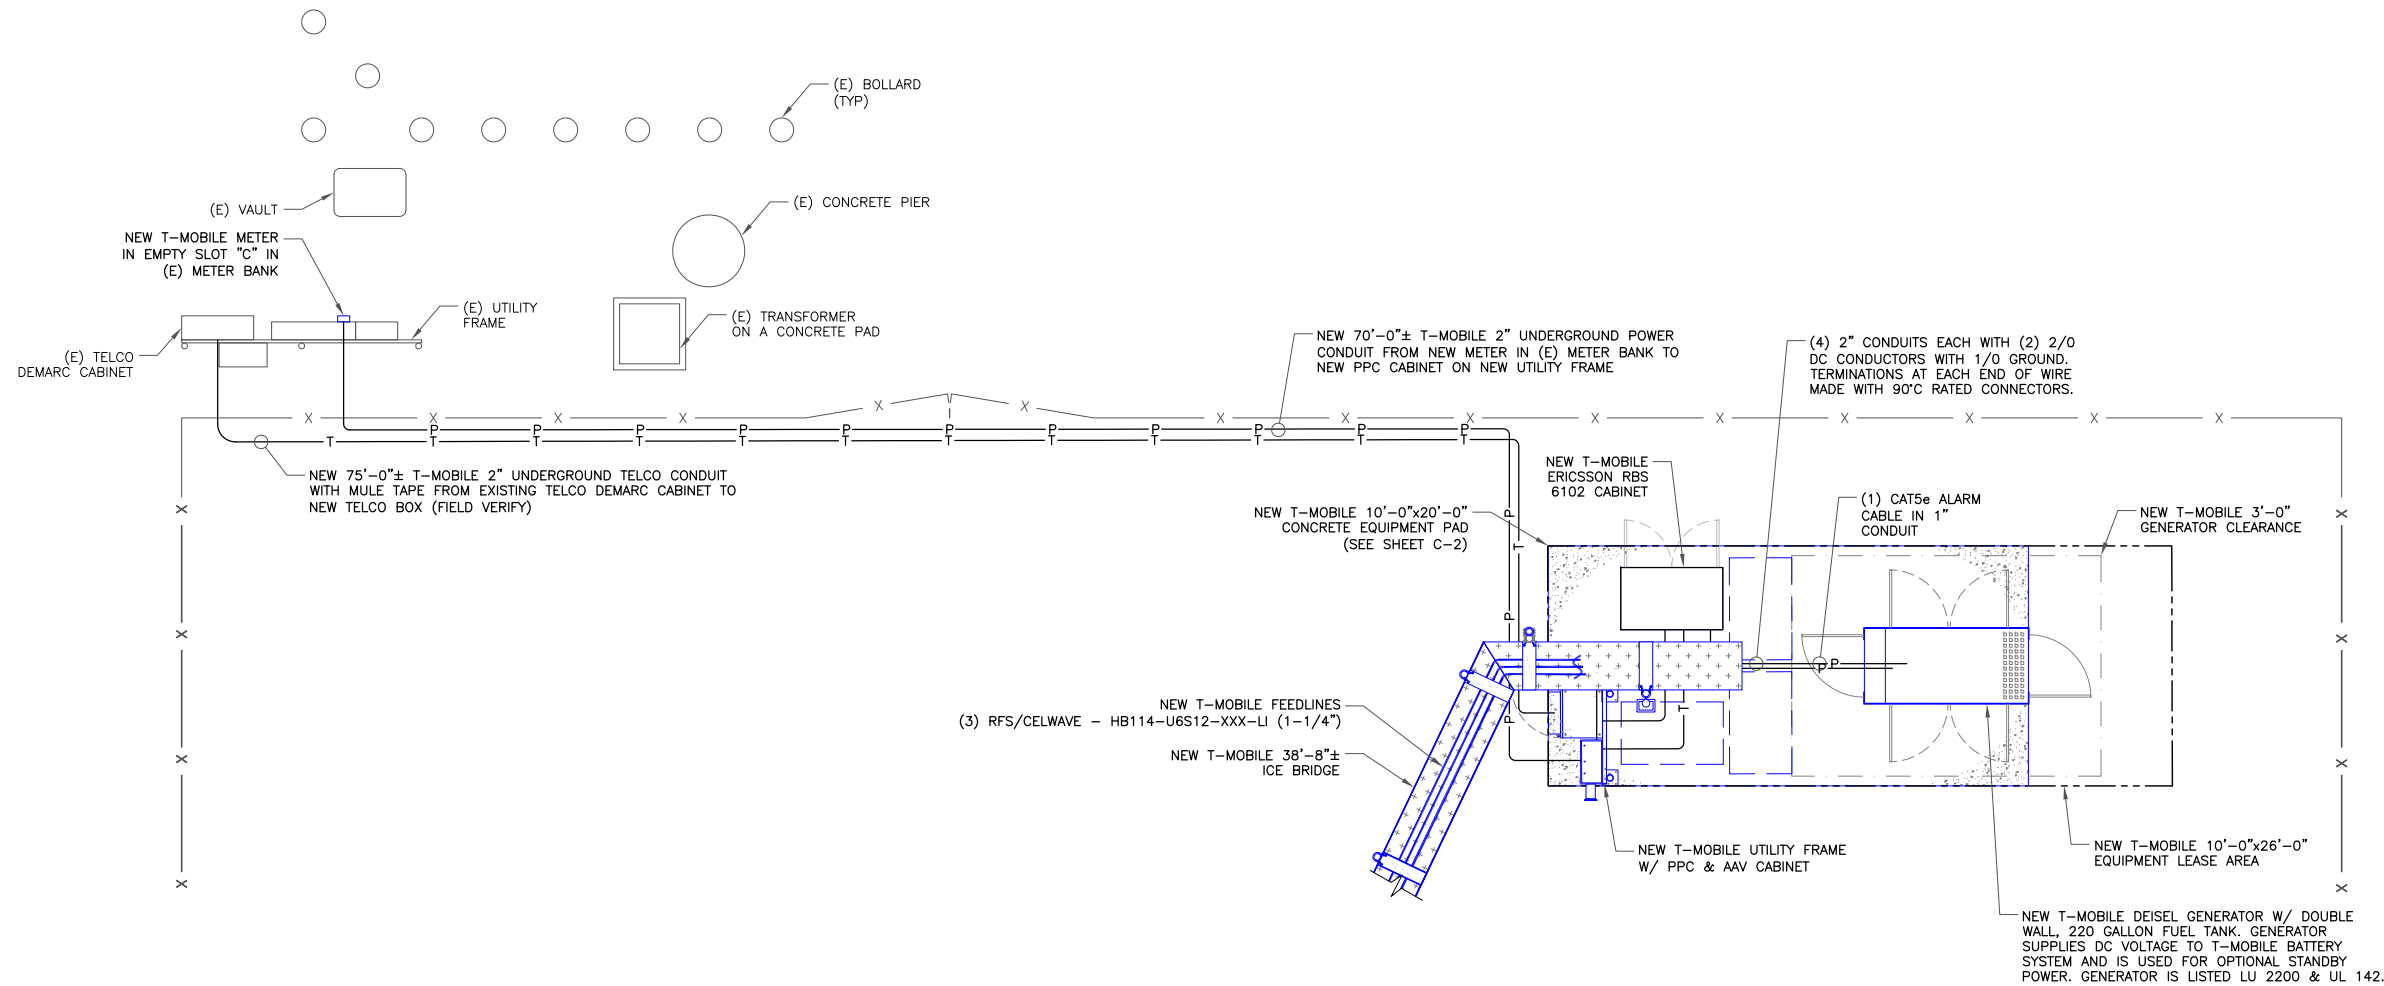 (E) BOLLARD
(TYP)
(E) VAULT
(E) CONCRETE PIER
NEW T-MOBILE METER
IN EMPTY SLOT "C" IN
(E) METER BANK
(E) UTILITY
FRAME
(E) TRANSFORMER
ON A CONCRETE PAD
(E) TELCO
DEMARC CABINET
NEW 70'-0"± T-MOBILE 2" UNDERGROUND POWER
CONDUIT FROM NEW METER IN (E) METER BANK TO
NEW PPC CABINET ON NEW UTILITY FRAME
(4) 2" CONDUITS EACH WITH (2) 2/0
DC CONDUCTORS WITH 1/0 GROUND.
TERMINATIONS AT EACH END OF WIRE
MADE WITH 90°C RATED CONNECTORS.
X X X X X X X X X X X X X X X
P P P P P P P P P P P
T T T T T T T T T T T T
NEW 75'-0"± T-MOBILE 2" UNDERGROUND TELCO CONDUIT
WITH MULE TAPE FROM EXISTING TELCO DEMARC CABINET TO
NEW TELCO BOX (FIELD VERIFY)
NEW T-MOBILE
ERICSSON RBS
6102 CABINET
(1) CAT5e ALARM
CABLE IN 1"
CONDUIT
NEW T-MOBILE 10'-0"x20'-0"
CONCRETE EQUIPMENT PAD
(SEE SHEET C-2)
NEW T-MOBILE 3'-0"
GENERATOR CLEARANCE
X
X
X
X
P
T
P
P
P
P
T
X
X
X
X
NEW T-MOBILE FEEDLINES
(3) RFS/CELWAVE - HB114-U6S12-XXX-LI (1-1/4")
NEW T-MOBILE 38'-8"±
ICE BRIDGE
NEW T-MOBILE UTILITY FRAME
W/ PPC & AAV CABINET
NEW T-MOBILE 10'-0"x26'-0"
EQUIPMENT LEASE AREA
NEW T-MOBILE DEISEL GENERATOR W/ DOUBLE
WALL, 220 GALLON FUEL TANK. GENERATOR
SUPPLIES DC VOLTAGE TO T-MOBILE BATTERY
SYSTEM AND IS USED FOR OPTIONAL STANDBY
POWER. GENERATOR IS LISTED LU 2200 & UL 142.